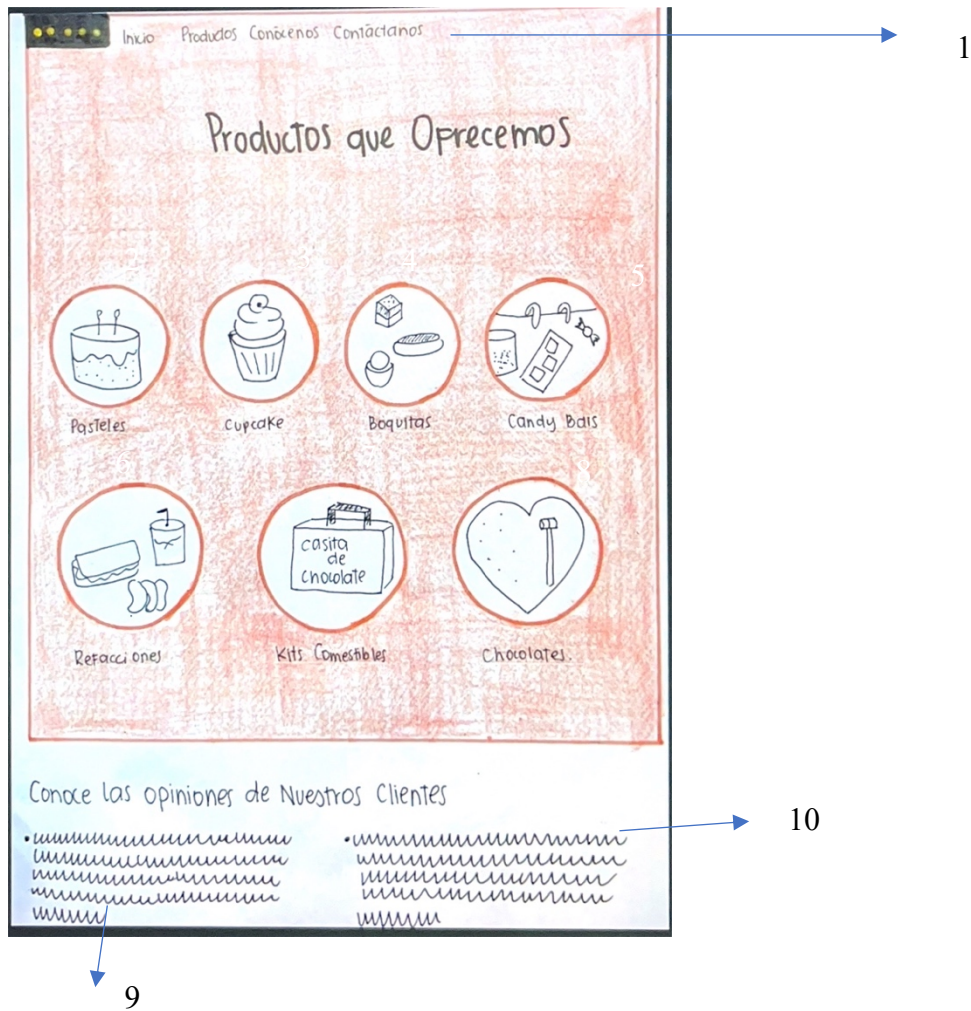 Inicio Productos Conócenos Contáctanos
1
Productos que Ofrecemos
Pasteles
Cupcake
Boquitas
Candy Bars
casita
de
chocolate
Refacciones
Kits Comestibles
Chocolates.
Conoce las opiniones de Nuestros Clientes
10
9